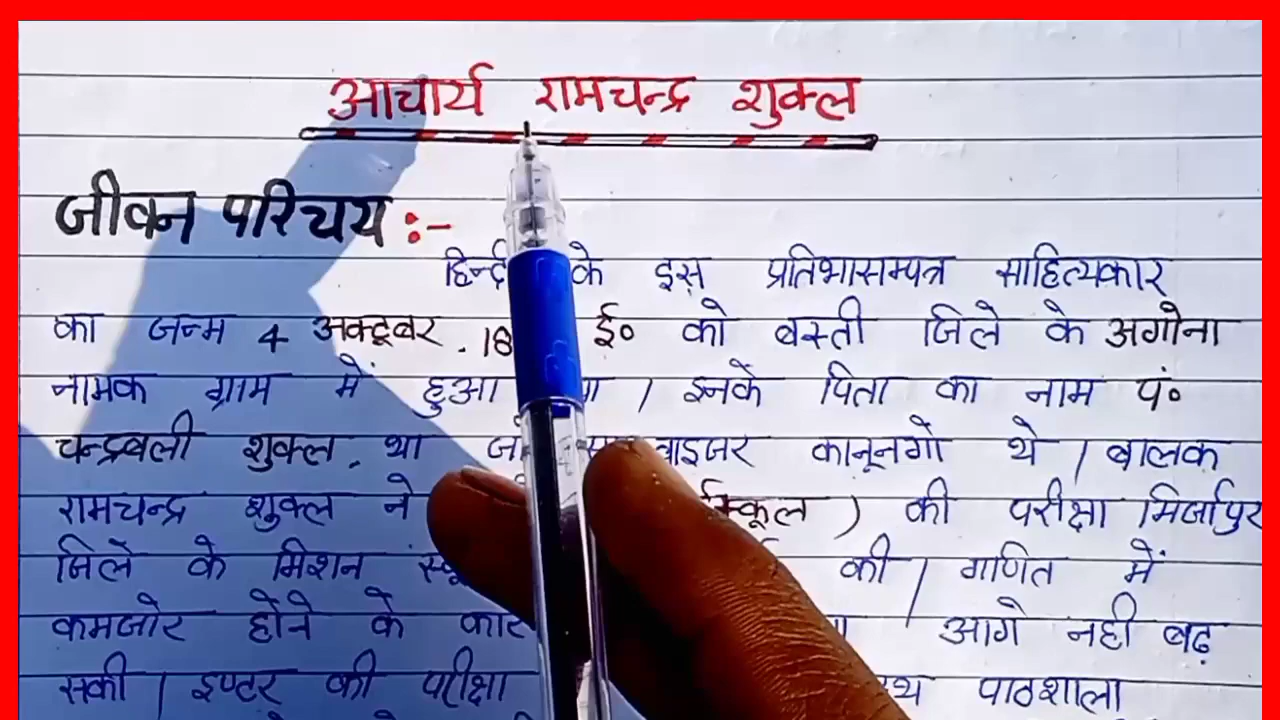 आचार्य रामचन्द्र शुक्ल
जीवन परिचय :-
के इस प्रतिभासम्पन्न साहित्यकार
का जन्म 4 अक्टूबर ई० को बस्ती जिले के अगोना
नामक ग्राम में हुआ / इनके पिता का नाम पं०
चन्द्रबली शुक्ल, था कानूनगो थे / बालक
रामचन्द्र शुक्ल ने ) की परीक्षा मिर्जापुर
जिले के मिशन की / गणित में
कमजोर होने के आगे नही बढ़
सकी / इण्टर की परीक्षा पाठशाला